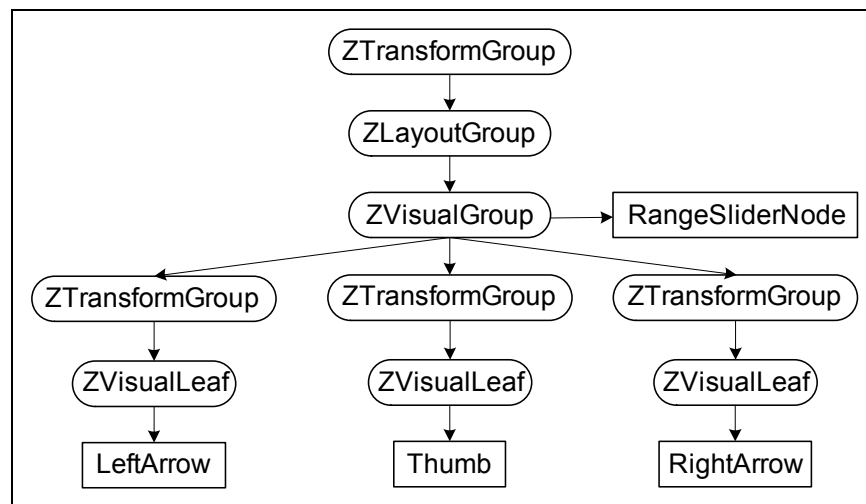 ZTransformGroup
ZLayoutGroup
ZVisualGroup
RangeSliderNode
ZTransformGroup
ZTransformGroup
ZTransformGroup
ZVisualLeaf
ZVisualLeaf
ZVisualLeaf
LeftArrow
Thumb
RightArrow